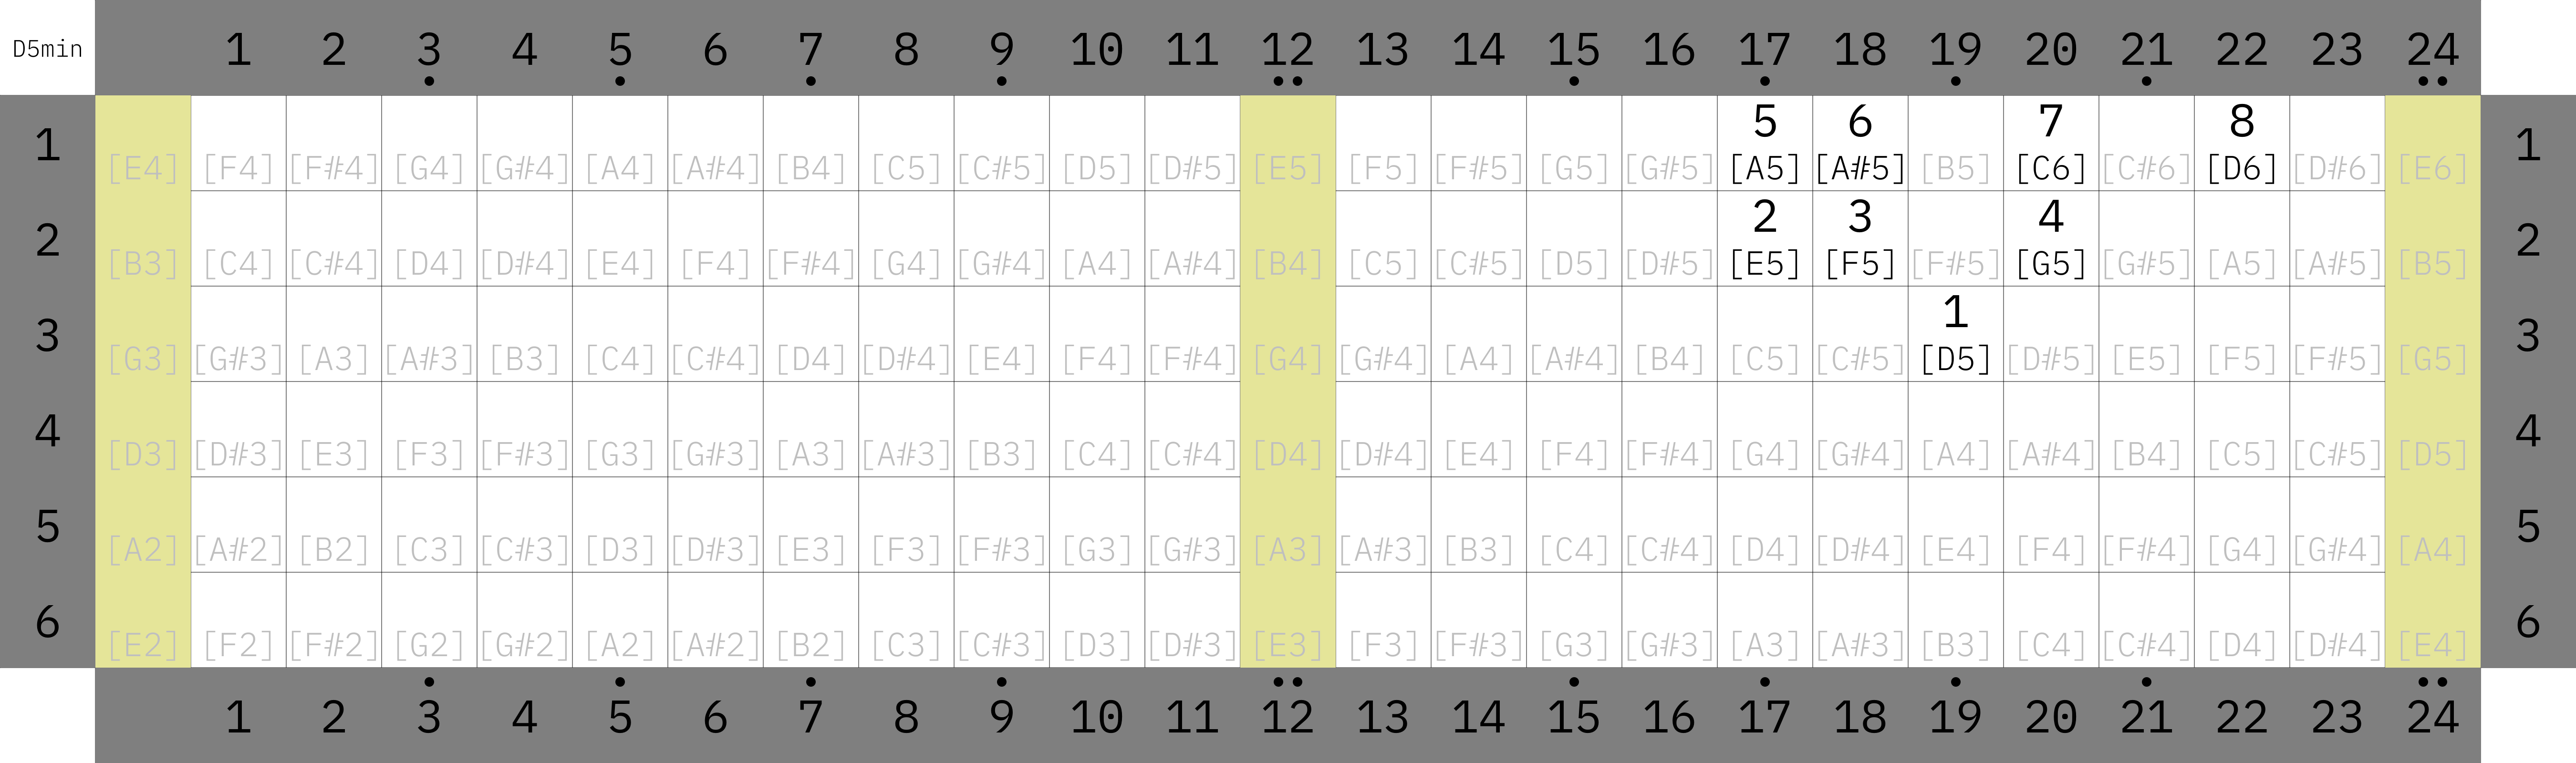 D5min 1 2 3 4 5 6 7 8 9 10 11 12 13 14 15 16 17 18 19 20 21 22 23 24
5 6 7 8
1 [E4] [F4] [F#4] [G4] [G#4] [A4] [A#4] [B4] [C5] [C#5] [D5] [D#5] [E5] [F5] [F#5] [G5] [G#5] [A5] [A#5] [B5] [C6] [C#6] [D6] [D#6] [E6] 1
2 3 4
2 [B3] [C4] [C#4] [D4] [D#4] [E4] [F4] [F#4] [G4] [G#4] [A4] [A#4] [B4] [C5] [C#5] [D5] [D#5] [E5] [F5] [F#5] [G5] [G#5] [A5] [A#5] [B5] 2
1
3 [G3] [G#3] [A3] [A#3] [B3] [C4] [C#4] [D4] [D#4] [E4] [F4] [F#4] [G4] [G#4] [A4] [A#4] [B4] [C5] [C#5] [D5] [D#5] [E5] [F5] [F#5] [G5] 3
4 [D3] [D#3] [E3] [F3] [F#3] [G3] [G#3] [A3] [A#3] [B3] [C4] [C#4] [D4] [D#4] [E4] [F4] [F#4] [G4] [G#4] [A4] [A#4] [B4] [C5] [C#5] [D5] 4
5 [A2] [A#2] [B2] [C3] [C#3] [D3] [D#3] [E3] [F3] [F#3] [G3] [G#3] [A3] [A#3] [B3] [C4] [C#4] [D4] [D#4] [E4] [F4] [F#4] [G4] [G#4] [A4] 5
6 [E2] [F2] [F#2] [G2] [G#2] [A2] [A#2] [B2] [C3] [C#3] [D3] [D#3] [E3] [F3] [F#3] [G3] [G#3] [A3] [A#3] [B3] [C4] [C#4] [D4] [D#4] [E4] 6
1 2 3 4 5 6 7 8 9 10 11 12 13 14 15 16 17 18 19 20 21 22 23 24